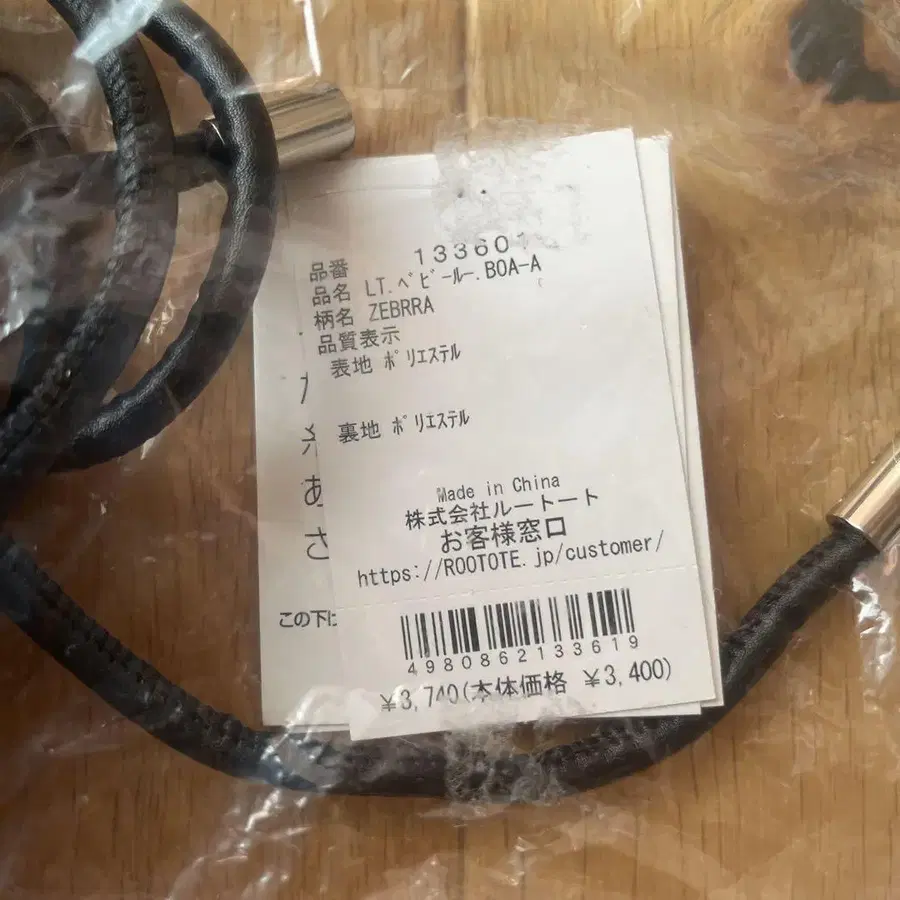 品番 133601
品名 LT.ﾍﾞﾋﾞｰﾙｰ.BOA-A
柄名 ZEBRRA
品質表示
表地 ﾎﾟﾘｴｽﾃﾙ
裏地 ﾎﾟﾘｴｽﾃﾙ
Made in China
株式会社ルートート
お客様窓口
https://ROOTOTE.jp/customer/
4980862133619
¥3,740(本体価格 ¥3,400)
あ
さ
この下に